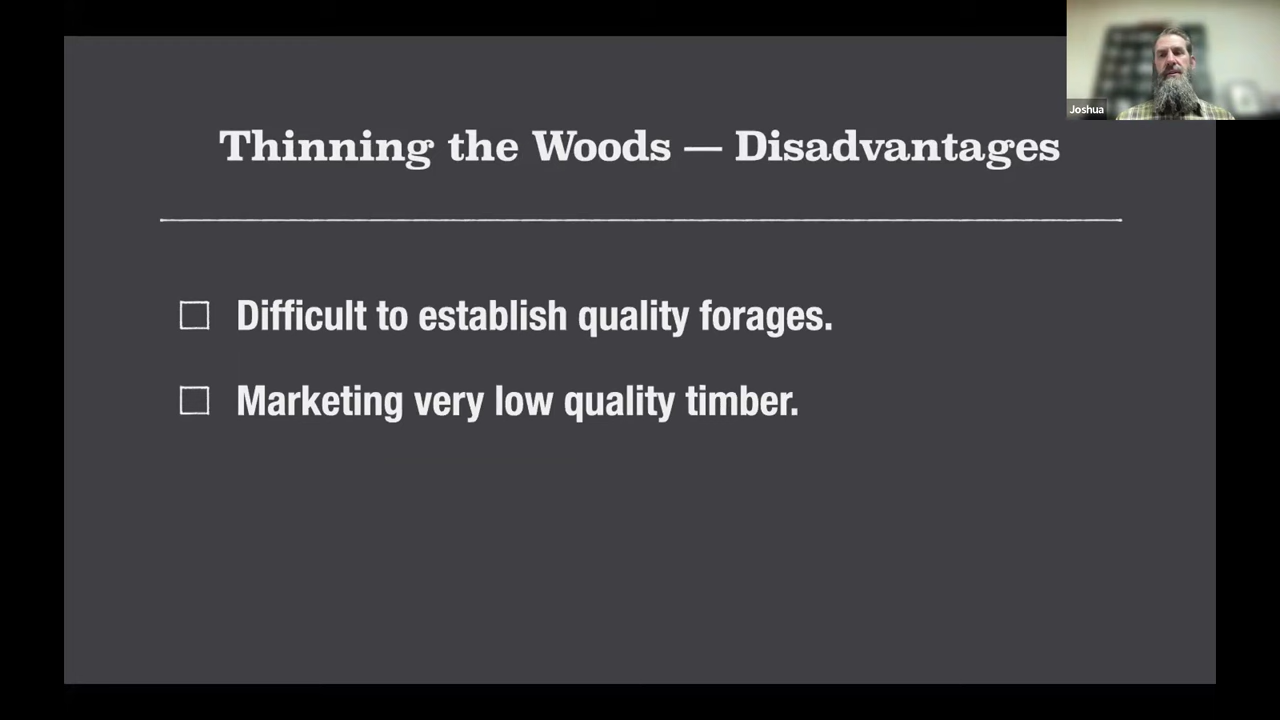 Joshua
Thinning the Woods — Disadvantages
Difficult to establish quality forages.
Marketing very low quality timber.